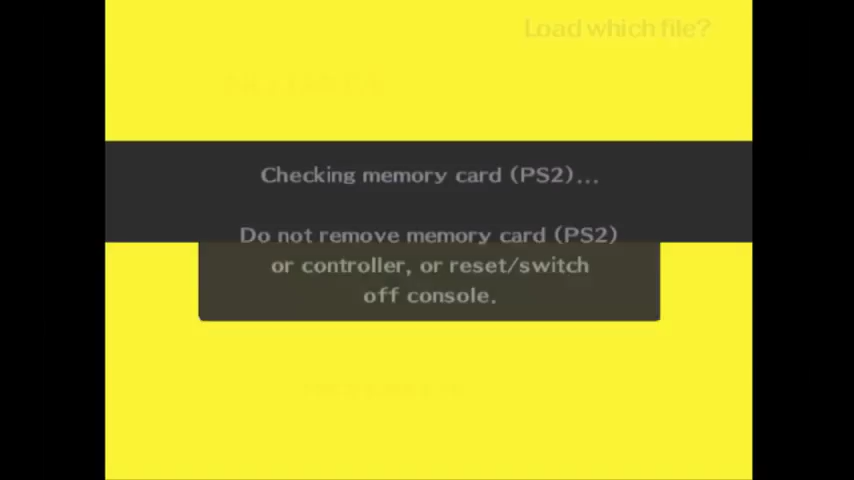 Load which file?
Checking memory card (PS2)...
Do not remove memory card (PS2)
or controller, or reset/switch
off console.